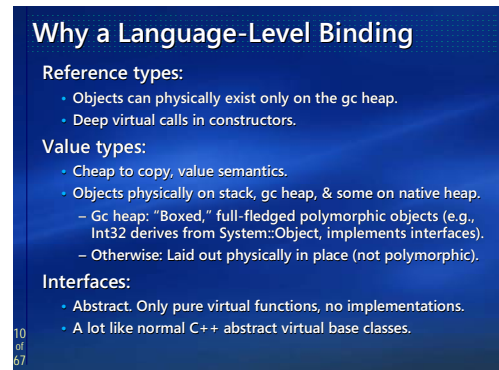 Why a Language-Level Binding
Reference types:
• Objects can physically exist only on the gc heap.
• Deep virtual calls in constructors.
Value types:
• Cheap to copy, value semantics.
• Objects physically on stack, gc heap, & some on native heap.
– Gc heap: “Boxed,” full-fledged polymorphic objects (e.g.,
Int32 derives from System::Object, implements interfaces).
– Otherwise: Laid out physically in place (not polymorphic).
Interfaces:
• Abstract. Only pure virtual functions, no implementations.
• A lot like normal C++ abstract virtual base classes.
10
of
67